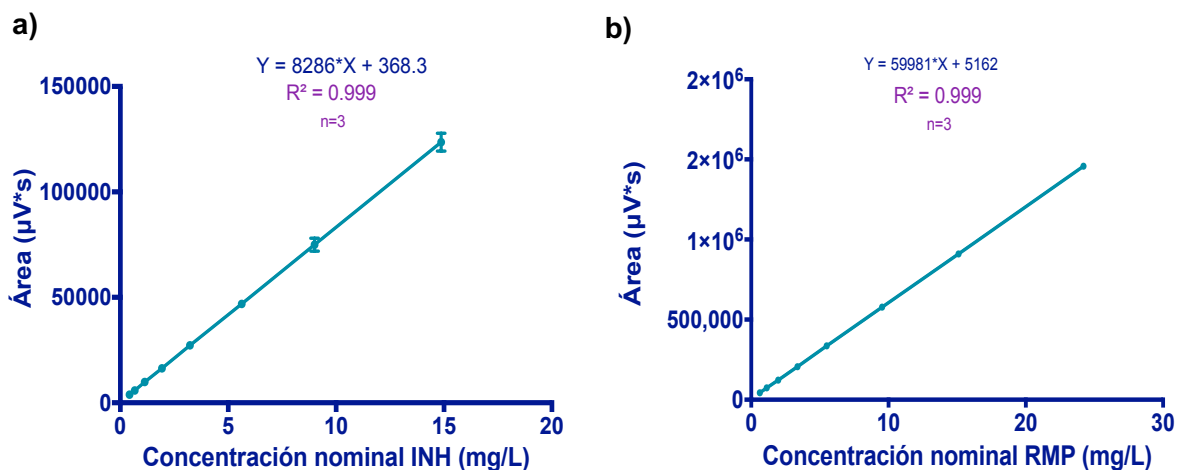 a)
Y = 8286*X + 368.3
R² = 0.999
n=3
150000
100000
50000
0
Área (µV*s)
0 5 10 15 20
Concentración nominal INH (mg/L)
b)
Y = 59981*X + 5162
R² = 0.999
n=3
2×10⁶
2×10⁶
1×10⁶
500,000
0
Área (µV*s)
0 10 20 30
Concentración nominal RMP (mg/L)